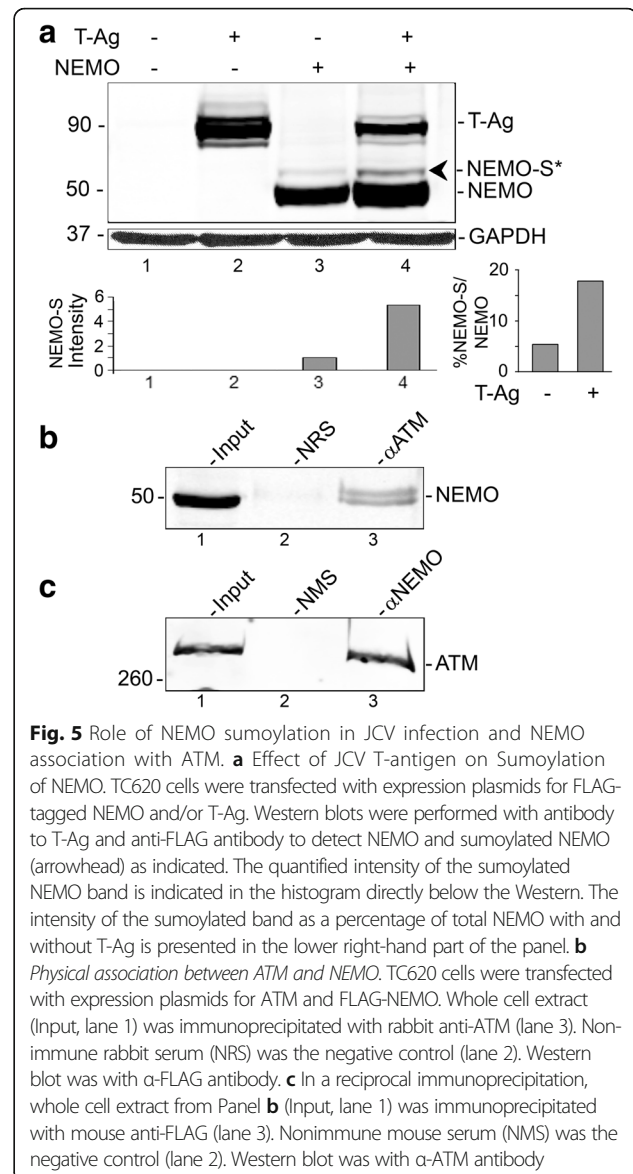 a
T-Ag - + - +
NEMO - - + +
90 - -T-Ag
NEMO-S*
50 - -NEMO
37 - -GAPDH
1 2 3 4
NEMO-S Intensity
6
4
2
0
1 2 3 4
%NEMO-S/ NEMO
20
10
0
T-Ag - +
b
-Input -NRS -αATM
50 - -NEMO
1 2 3
c
-Input -NMS -αNEMO
-ATM
260 -
1 2 3
Fig. 5 Role of NEMO sumoylation in JCV infection and NEMO
association with ATM. a Effect of JCV T-antigen on Sumoylation
of NEMO. TC620 cells were transfected with expression plasmids for FLAG-
tagged NEMO and/or T-Ag. Western blots were performed with antibody
to T-Ag and anti-FLAG antibody to detect NEMO and sumoylated NEMO
(arrowhead) as indicated. The quantified intensity of the sumoylated
NEMO band is indicated in the histogram directly below the Western. The
intensity of the sumoylated band as a percentage of total NEMO with and
without T-Ag is presented in the lower right-hand part of the panel. b
Physical association between ATM and NEMO. TC620 cells were transfected
with expression plasmids for ATM and FLAG-NEMO. Whole cell extract
(Input, lane 1) was immunoprecipitated with rabbit anti-ATM (lane 3). Non-
immune rabbit serum (NRS) was the negative control (lane 2). Western
blot was with α-FLAG antibody. c In a reciprocal immunoprecipitation,
whole cell extract from Panel b (Input, lane 1) was immunoprecipitated
with mouse anti-FLAG (lane 3). Nonimmune mouse serum (NMS) was the
negative control (lane 2). Western blot was with α-ATM antibody